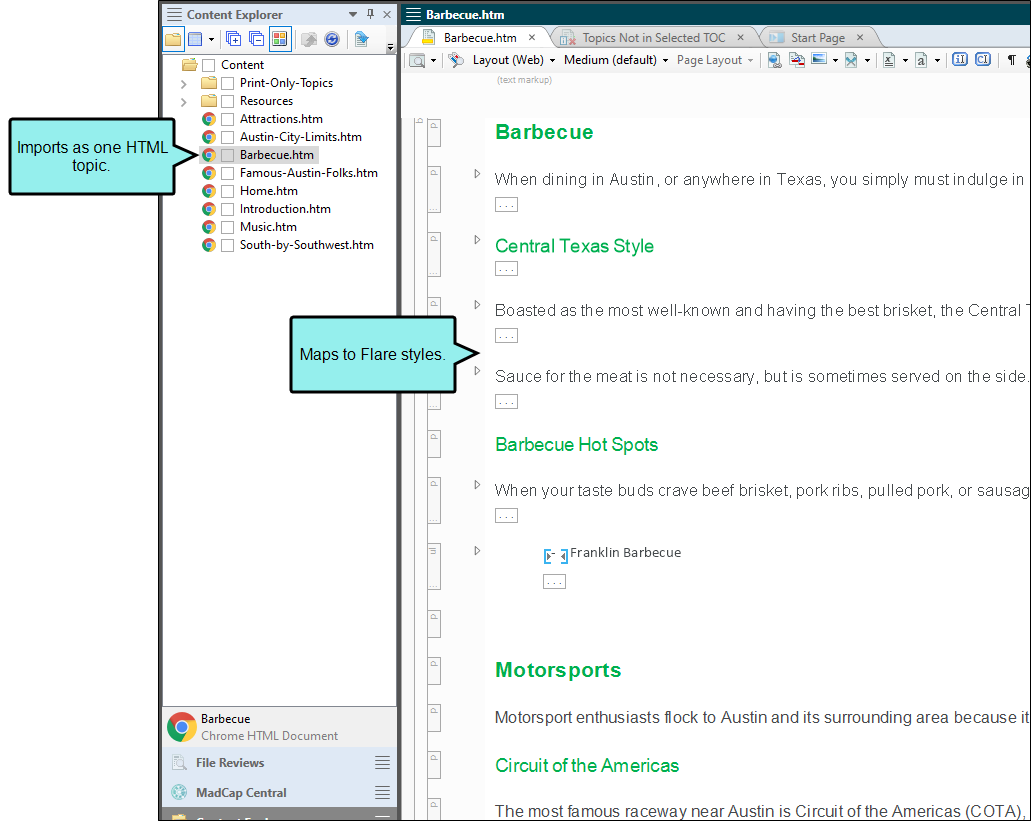 Content Explorer
Barbecue.htm
Barbecue.htm
Topics Not in Selected TOC
Start Page
Layout (Web)
Medium (default)
Page Layout
(text markup)
Content
Print-Only-Topics
Resources
Attractions.htm
Austin-City-Limits.htm
Barbecue.htm
Famous-Austin-Folks.htm
Home.htm
Introduction.htm
Music.htm
South-by-Southwest.htm
Imports as one HTML
topic.
Barbecue
When dining in Austin, or anywhere in Texas, you simply must indulge in
...
Central Texas Style
...
Boasted as the most well-known and having the best brisket, the Central
...
Maps to Flare styles.
Sauce for the meat is not necessary, but is sometimes served on the side.
...
Barbecue Hot Spots
When your taste buds crave beef brisket, pork ribs, pulled pork, or sausag
...
Franklin Barbecue
...
Motorsports
Motorsport enthusiasts flock to Austin and its surrounding area because it
Circuit of the Americas
The most famous raceway near Austin is Circuit of the Americas (COTA),
Barbecue
Chrome HTML Document
File Reviews
MadCap Central